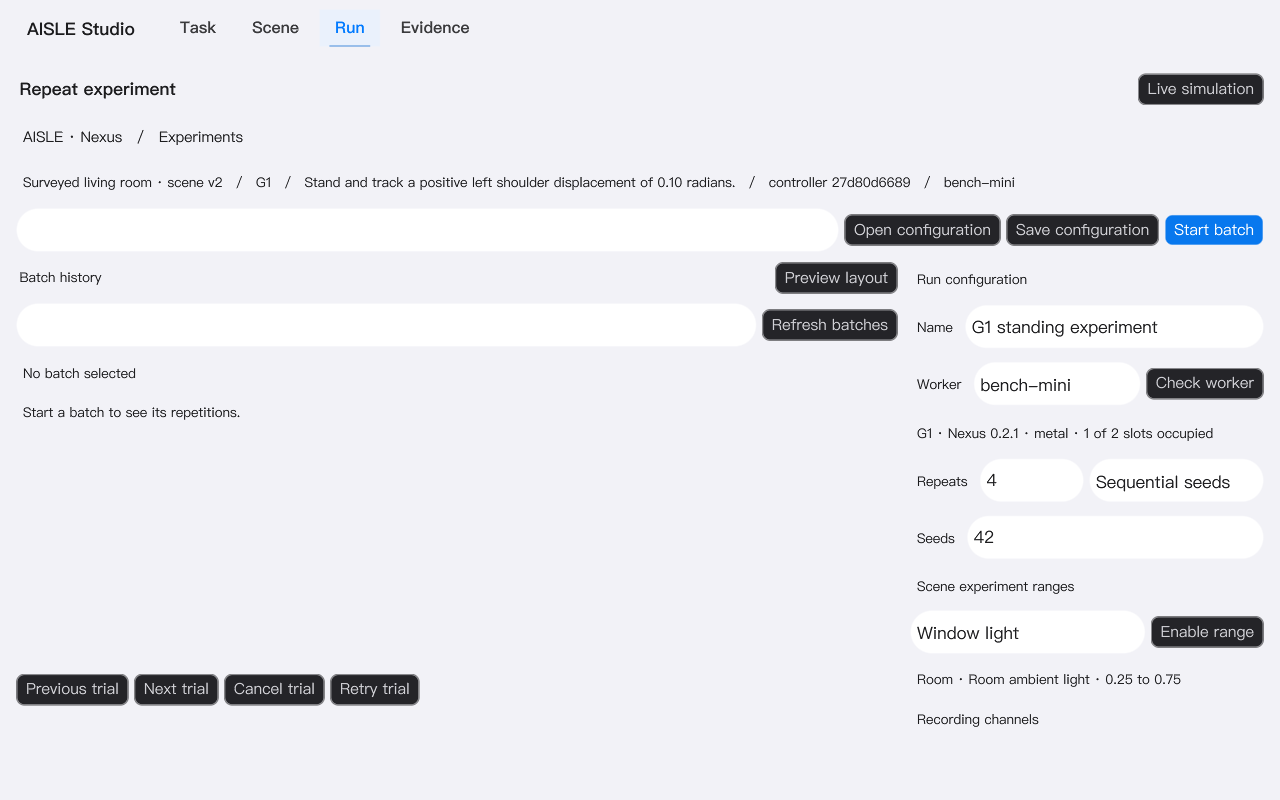 AISLE Studio Task Scene Run Evidence
Repeat experiment Live simulation
AISLE · Nexus / Experiments
Surveyed living room · scene v2 / G1 / Stand and track a positive left shoulder displacement of 0.10 radians. / controller 27d80d6689 / bench-mini
Open configuration Save configuration Start batch
Batch history Preview layout
Refresh batches
No batch selected
Start a batch to see its repetitions.
Previous trial Next trial Cancel trial Retry trial
Run configuration
Name G1 standing experiment
Worker bench-mini Check worker
G1 · Nexus 0.2.1 · metal · 1 of 2 slots occupied
Repeats 4 Sequential seeds
Seeds 42
Scene experiment ranges
Window light Enable range
Room · Room ambient light · 0.25 to 0.75
Recording channels